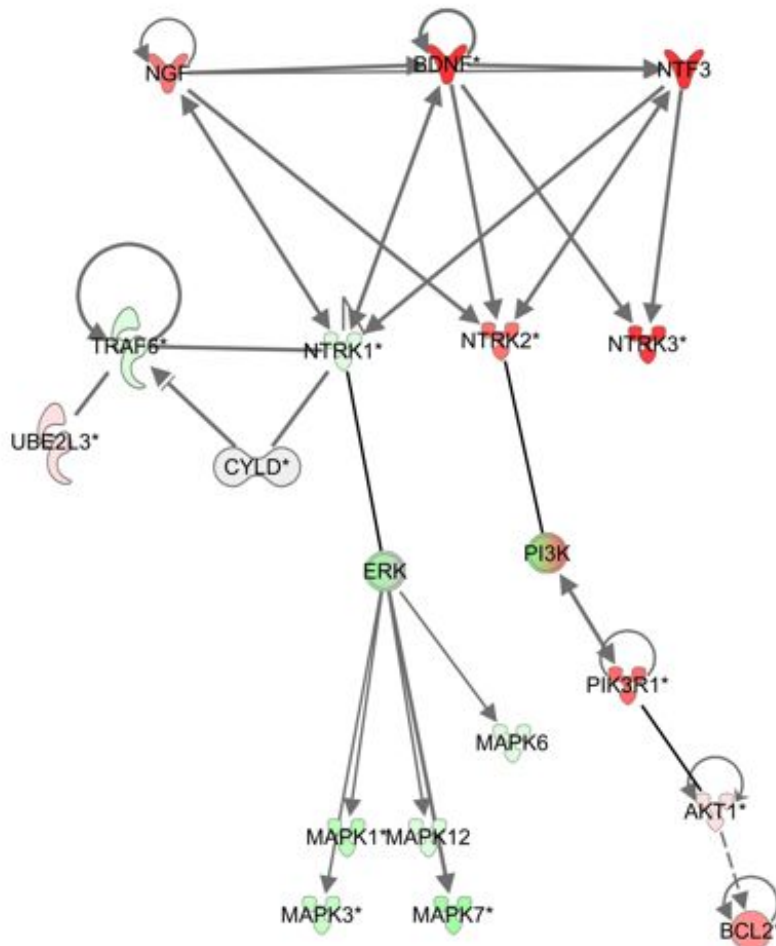 NGF
BDNF*
NTF3
TRAF6*
NTRK1*
NTRK2*
NTRK3*
UBE2L3*
CYLD*
ERK
PI3K
PIK3R1*
MAPK6
AKT1*
MAPK1*
MAPK12
MAPK3*
MAPK7*
BCL2*